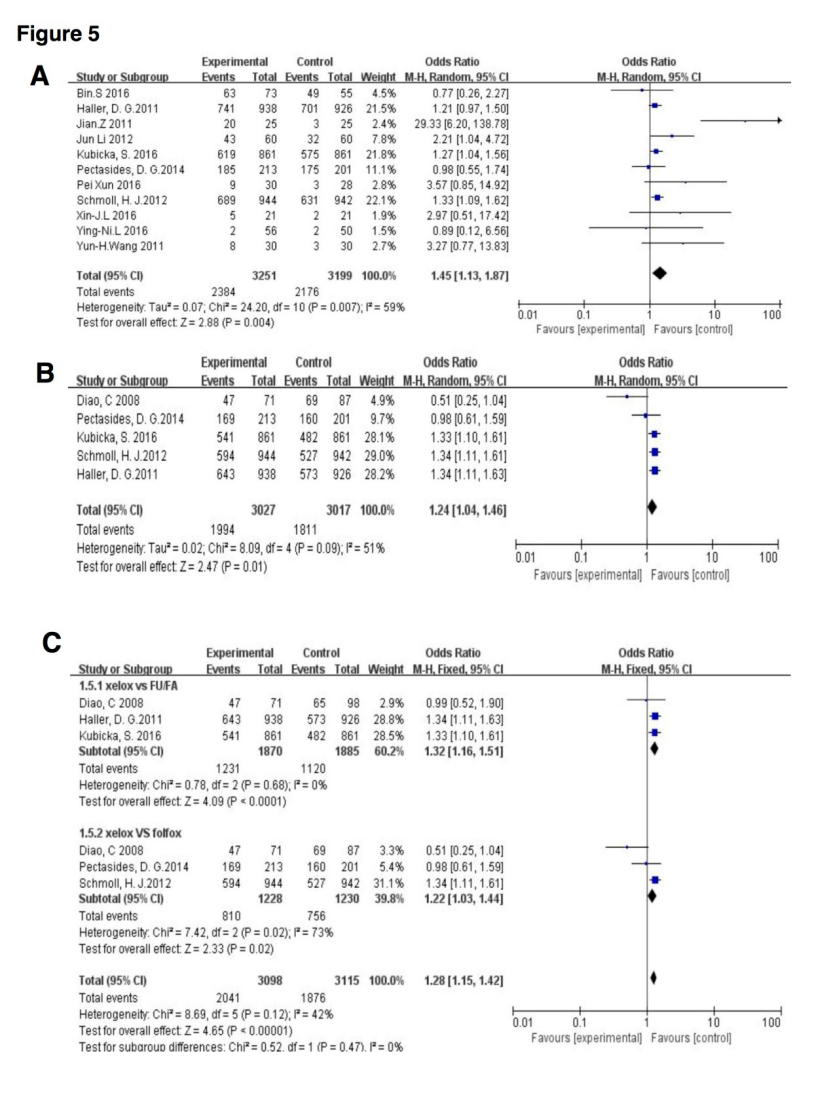 Figure 5
A
Experimental Control Odds Ratio Odds Ratio
Study or Subgroup Events Total Events Total Weight M-H, Random, 95% CI M-H, Random, 95% CI
Bin.S 2016 63 73 49 55 4.5% 0.77 [0.26, 2.27]
Haller, D. G.2011 741 938 701 926 21.5% 1.21 [0.97, 1.50]
Jian.Z 2011 20 25 3 25 2.4% 29.33 [6.20, 138.78]
Jun Li 2012 43 60 32 60 7.8% 2.21 [1.04, 4.72]
Kubicka, S. 2016 619 861 575 861 21.8% 1.27 [1.04, 1.56]
Pectasides, D. G.2014 185 213 175 201 11.1% 0.98 [0.55, 1.74]
Pei Xun 2016 9 30 3 28 2.8% 3.57 [0.85, 14.92]
Schmoll, H. J.2012 689 944 631 942 22.1% 1.33 [1.09, 1.62]
Xin-J.L 2016 5 21 2 21 1.9% 2.97 [0.51, 17.42]
Ying-Ni.L 2016 2 56 2 50 1.5% 0.89 [0.12, 6.56]
Yun-H.Wang 2011 8 30 3 30 2.7% 3.27 [0.77, 13.83]
Total (95% CI) 3251 3199 100.0% 1.45 [1.13, 1.87]
Total events 2384 2176
Heterogeneity: Tau² = 0.07; Chi² = 24.20, df = 10 (P = 0.007); I² = 59%
Test for overall effect: Z = 2.88 (P = 0.004)
0.01 0.1 1 10 100
Favours [experimental] Favours [control]
B
Experimental Control Odds Ratio Odds Ratio
Study or Subgroup Events Total Events Total Weight M-H, Random, 95% CI M-H, Random, 95% CI
Diao, C 2008 47 71 69 87 4.9% 0.51 [0.25, 1.04]
Pectasides, D. G.2014 169 213 160 201 9.7% 0.98 [0.61, 1.59]
Kubicka, S. 2016 541 861 482 861 28.1% 1.33 [1.10, 1.61]
Schmoll, H. J.2012 594 944 527 942 29.0% 1.34 [1.11, 1.61]
Haller, D. G.2011 643 938 573 926 28.2% 1.34 [1.11, 1.63]
Total (95% CI) 3027 3017 100.0% 1.24 [1.04, 1.46]
Total events 1994 1811
Heterogeneity: Tau² = 0.02; Chi² = 8.09, df = 4 (P = 0.09); I² = 51%
Test for overall effect: Z = 2.47 (P = 0.01)
0.01 0.1 1 10 100
Favours [experimental] Favours [control]
C
Experimental Control Odds Ratio Odds Ratio
Study or Subgroup Events Total Events Total Weight M-H, Fixed, 95% CI M-H, Fixed, 95% CI
1.5.1 xelox vs FU/FA
Diao, C 2008 47 71 65 98 2.9% 0.99 [0.52, 1.90]
Haller, D. G.2011 643 938 573 926 28.8% 1.34 [1.11, 1.63]
Kubicka, S. 2016 541 861 482 861 28.5% 1.33 [1.10, 1.61]
Subtotal (95% CI) 1870 1885 60.2% 1.32 [1.16, 1.51]
Total events 1231 1120
Heterogeneity: Chi² = 0.78, df = 2 (P = 0.68); I² = 0%
Test for overall effect: Z = 4.09 (P < 0.0001)
1.5.2 xelox VS folfox
Diao, C 2008 47 71 69 87 3.3% 0.51 [0.25, 1.04]
Pectasides, D. G.2014 169 213 160 201 5.4% 0.98 [0.61, 1.59]
Schmoll, H. J.2012 594 944 527 942 31.1% 1.34 [1.11, 1.61]
Subtotal (95% CI) 1228 1230 39.8% 1.22 [1.03, 1.44]
Total events 810 756
Heterogeneity: Chi² = 7.42, df = 2 (P = 0.02); I² = 73%
Test for overall effect: Z = 2.33 (P = 0.02)
Total (95% CI) 3098 3115 100.0% 1.28 [1.15, 1.42]
Total events 2041 1876
Heterogeneity: Chi² = 8.69, df = 5 (P = 0.12); I² = 42%
Test for overall effect: Z = 4.65 (P < 0.00001)
Test for subgroup differences: Chi² = 0.52, df = 1 (P = 0.47), I² = 0%
0.01 0.1 1 10 100
Favours [experimental] Favours [control]